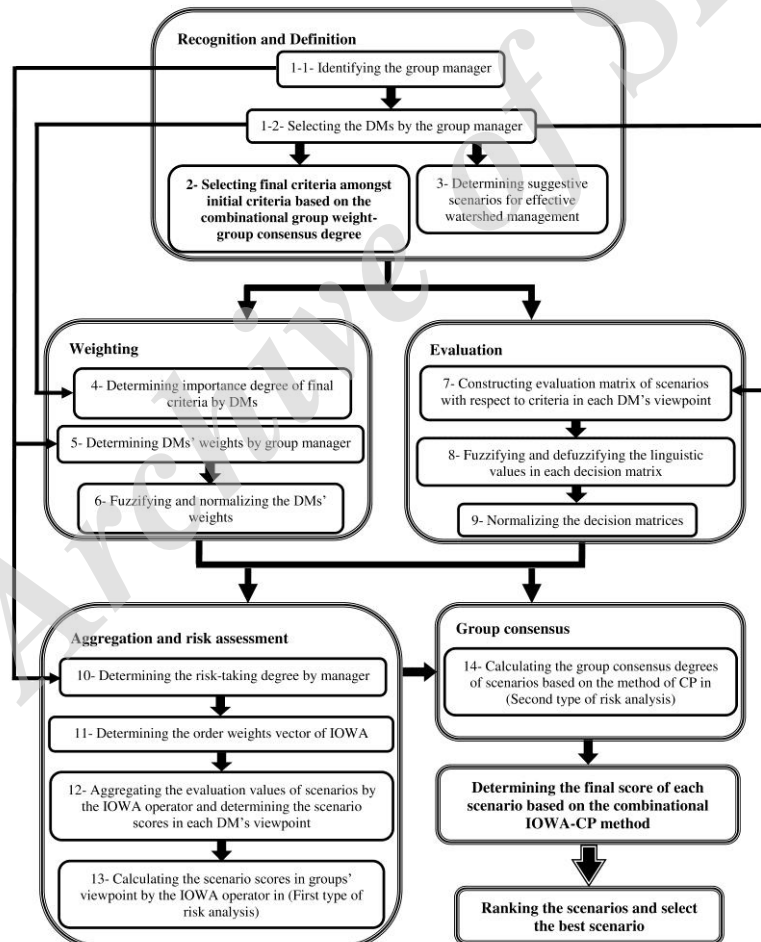 Recognition and Definition
1-1- Identifying the group manager
1-2- Selecting the DMs by the group manager
2- Selecting final criteria amongst
initial criteria based on the
combinational group weight-
group consensus degree
3- Determining suggestive
scenarios for effective
watershed management
Weighting
4- Determining importance degree of final
criteria by DMs
5- Determining DMs' weights by group manager
6- Fuzzifying and normalizing the DMs'
weights
Evaluation
7- Constructing evaluation matrix of scenarios
with respect to criteria in each DM's viewpoint
8- Fuzzifying and defuzzifying the linguistic
values in each decision matrix
9- Normalizing the decision matrices
Aggregation and risk assessment
10- Determining the risk-taking degree by manager
11- Determining the order weights vector of IOWA
12- Aggregating the evaluation values of scenarios by
the IOWA operator and determining the scenario
scores in each DM's viewpoint
13- Calculating the scenario scores in groups'
viewpoint by the IOWA operator in (First type of
risk analysis)
Group consensus
14- Calculating the group consensus degrees
of scenarios based on the method of CP in
(Second type of risk analysis)
Determining the final score of each
scenario based on the combinational
IOWA-CP method
Ranking the scenarios and select
the best scenario
Archive of